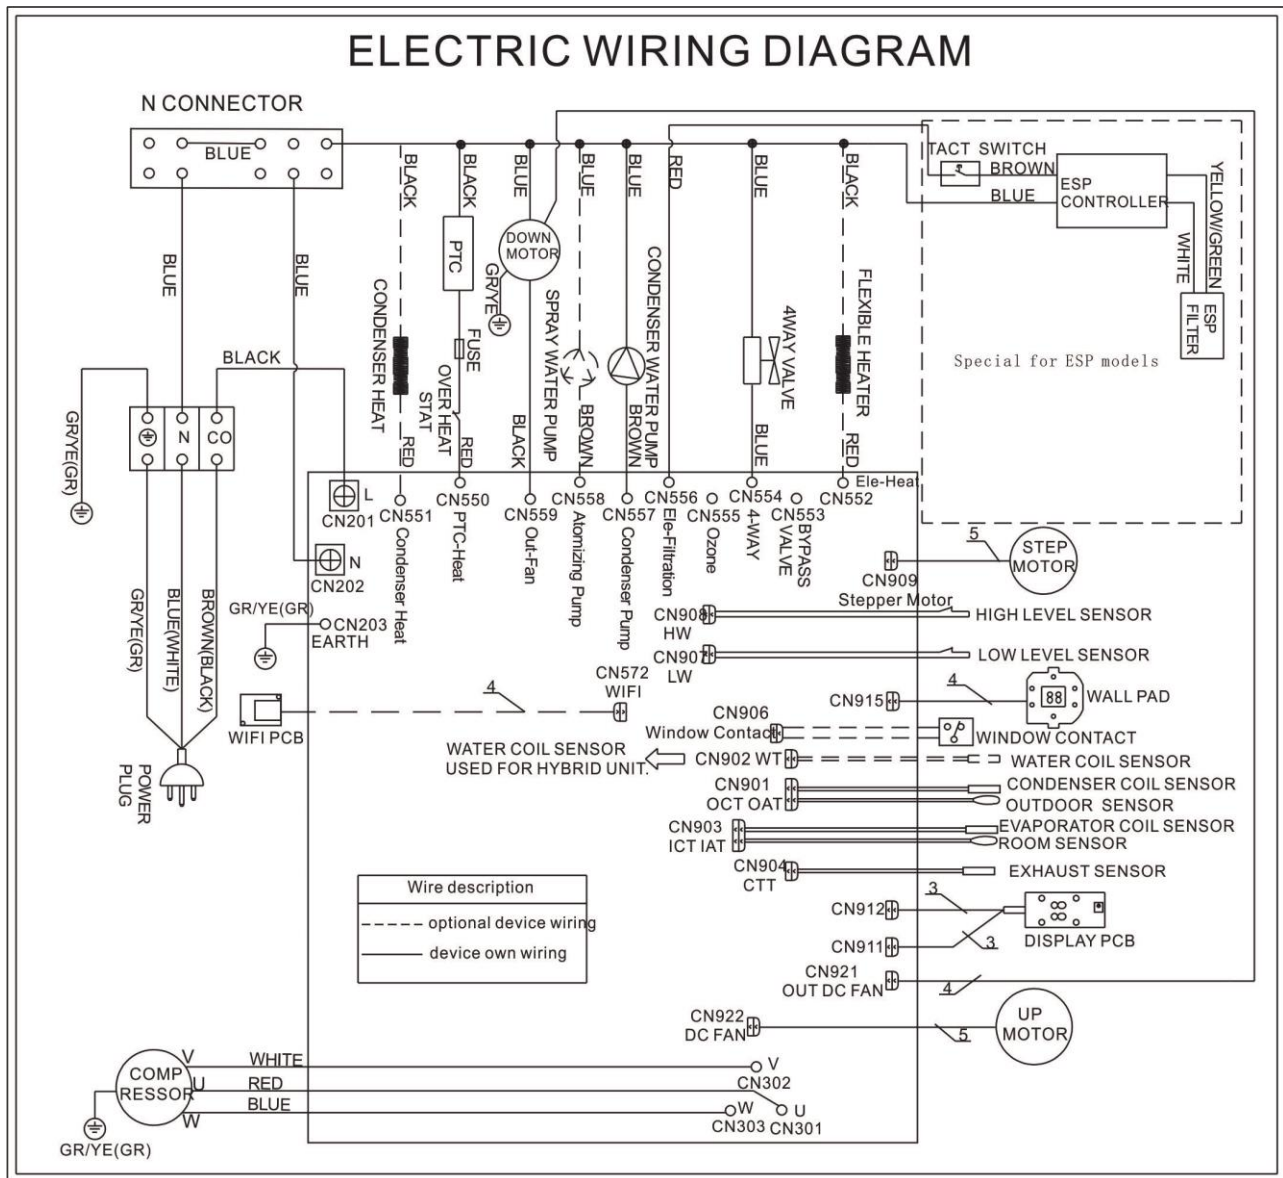 ELECTRIC WIRING DIAGRAM
N CONNECTOR
BLUE
BLACK
BLACK
BLUE
BLUE
BLUE
RED
BLUE
BLACK
TACT SWITCH
BROWN
BLUE
ESP
CONTROLLER
YELLOW/GREEN
WHITE
ESP
FILTER
Special for ESP models
BLUE
BLUE
BLACK
GR/YE(GR)
N
CO
CONDENSER HEAT
RED
PTC
FUSE
OVER HEAT
STAT
RED
DOWN
MOTOR
GR/YE
BLACK
SPRAY WATER PUMP
BROWN
CONDENSER WATER PUMP
BROWN
4WAY VALVE
BLUE
FLEXIBLE HEATER
RED
L
CN201
N
CN202
GR/YE(GR)
CN203
EARTH
CN551
Condenser Heat
CN550
PTC-Heat
CN559
Out-Fan
CN558
Atomizing Pump
CN557
Condenser Pump
CN556
Ele-Filtration
CN555
Ozone
CN554
4-WAY
CN553
BYPASS
VALVE
CN552
Ele-Heat
GR/YE(GR)
BLUE(WHITE)
BROWN(BLACK)
POWER
PLUG
WIFI PCB
4
CN572
WIFI
CN909
Stepper Motor
5
STEP
MOTOR
CN908
HW
HIGH LEVEL SENSOR
CN907
LW
LOW LEVEL SENSOR
CN915
4
88
WALL PAD
CN906
Window Contact
WINDOW CONTACT
WATER COIL SENSOR
USED FOR HYBRID UNIT.
CN902 WT
WATER COIL SENSOR
CN901
OCT OAT
CONDENSER COIL SENSOR
OUTDOOR SENSOR
CN903
ICT IAT
EVAPORATOR COIL SENSOR
ROOM SENSOR
CN904
CTT
EXHAUST SENSOR
Wire description
optional device wiring
device own wiring
CN912
3
CN911
3
DISPLAY PCB
CN921
OUT DC FAN
4
CN922
DC FAN
5
UP
MOTOR
COMP
RESSOR
V
WHITE
V
CN302
U
RED
W
BLUE
W
CN303
U
CN301
GR/YE(GR)